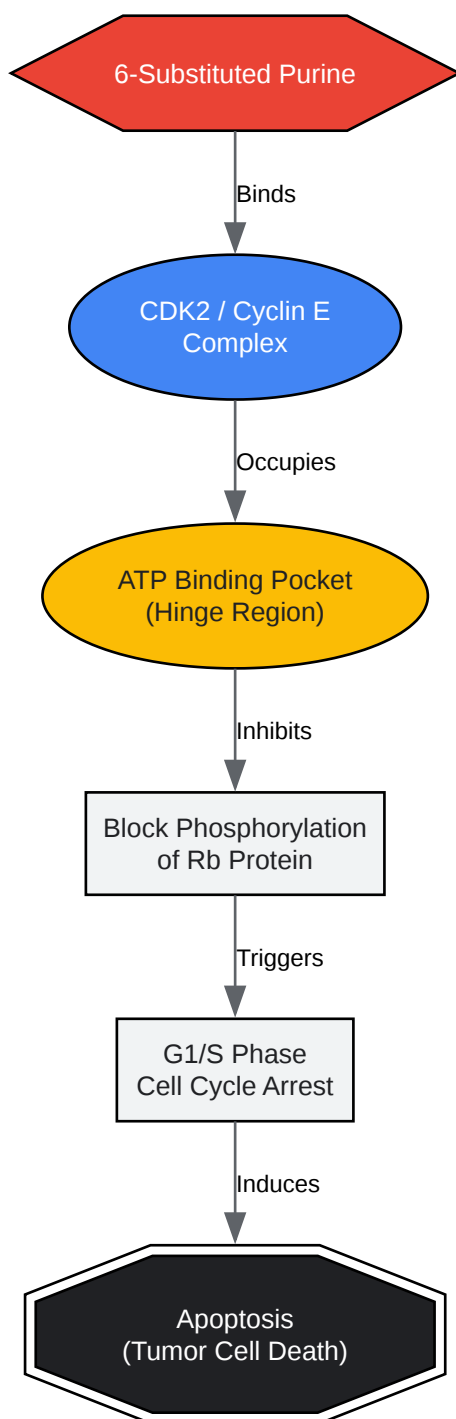 6-Substituted Purine
Binds
CDK2 / Cyclin E
Complex
Occupies
ATP Binding Pocket
(Hinge Region)
Inhibits
Block Phosphorylation
of Rb Protein
Triggers
G1/S Phase
Cell Cycle Arrest
Induces
Apoptosis
(Tumor Cell Death)